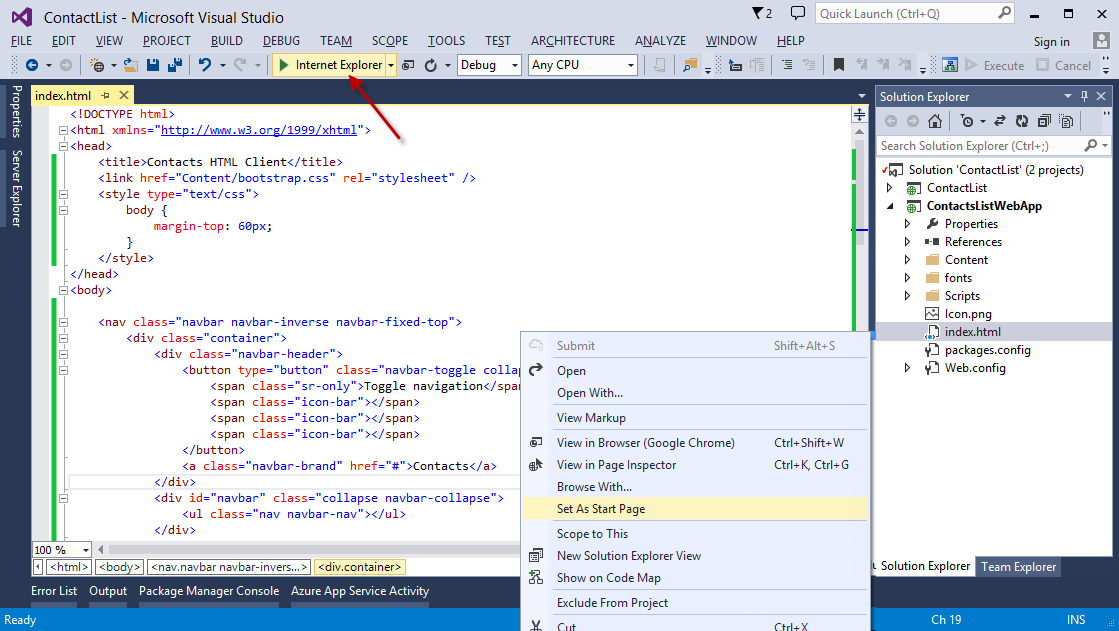 ContactList - Microsoft Visual Studio
2
Quick Launch (Ctrl+Q)
FILE EDIT VIEW PROJECT BUILD DEBUG TEAM SCOPE TOOLS TEST ARCHITECTURE ANALYZE WINDOW HELP
Sign in
Internet Explorer
Debug
Any CPU
Execute
Cancel
Properties
Server Explorer
index.html
<!DOCTYPE html>
<html xmlns="http://www.w3.org/1999/xhtml">
<head>
<title>Contacts HTML Client</title>
<link href="Content/bootstrap.css" rel="stylesheet" />
<style type="text/css">
body {
margin-top: 60px;
}
</style>
</head>
<body>
<nav class="navbar navbar-inverse navbar-fixed-top">
<div class="container">
<div class="navbar-header">
<button type="button" class="navbar-toggle collap
<span class="sr-only">Toggle navigation</span
<span class="icon-bar"></span>
<span class="icon-bar"></span>
<span class="icon-bar"></span>
</button>
<a class="navbar-brand" href="#">Contacts</a>
</div>
<div id="navbar" class="collapse navbar-collapse">
<ul class="nav navbar-nav"></ul>
</div>
100 %
<html> <body> <nav.navbar navbar-invers...> <div.container>
Submit Shift+Alt+S
Open
Open With...
View Markup
View in Browser (Google Chrome) Ctrl+Shift+W
View in Page Inspector Ctrl+K, Ctrl+G
Browse With...
Set As Start Page
Scope to This
New Solution Explorer View
Show on Code Map
Exclude From Project
Cut Ctrl+X
Solution Explorer
Search Solution Explorer (Ctrl+;)
Solution 'ContactList' (2 projects)
ContactList
ContactsListWebApp
Properties
References
Content
fonts
Scripts
Icon.png
index.html
packages.config
Web.config
Solution Explorer Team Explorer
Error List Output Package Manager Console Azure App Service Activity
Ready
Ch 19
INS